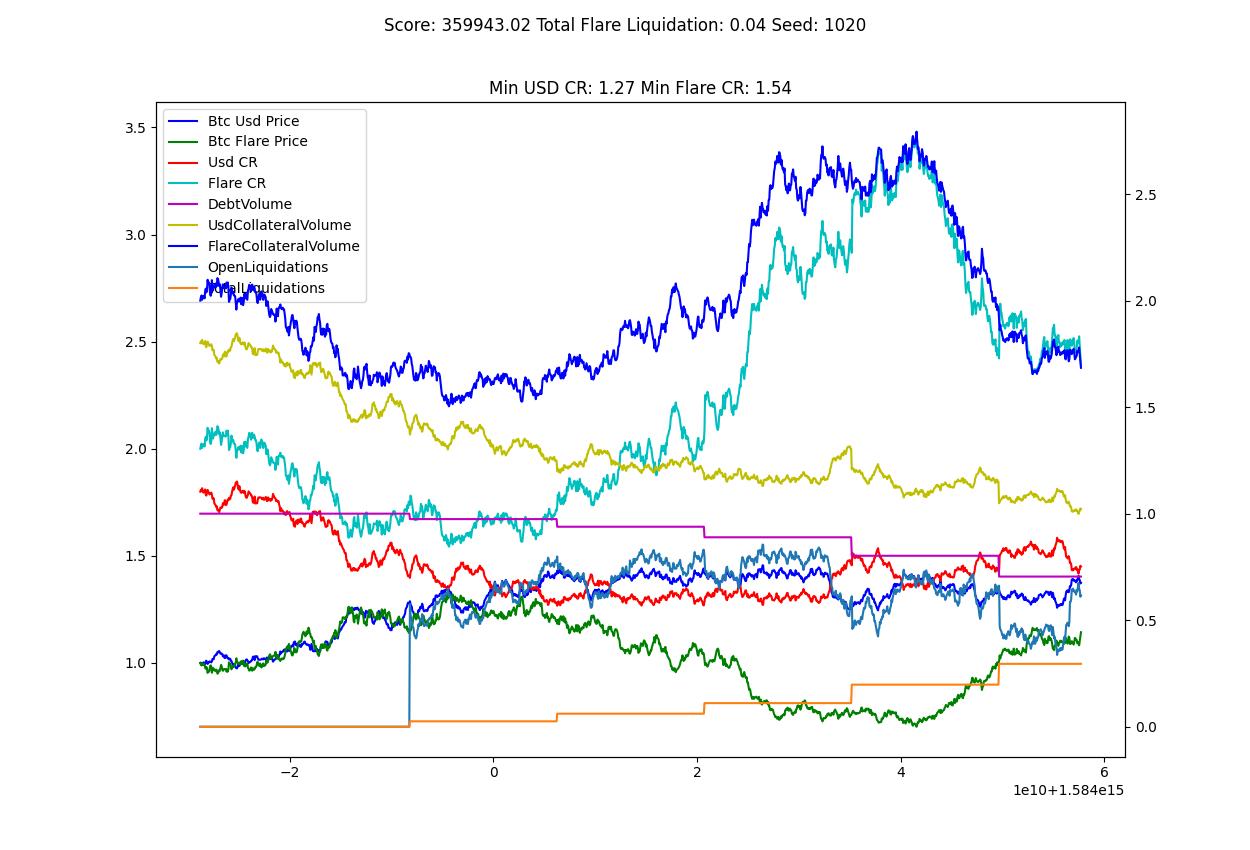 Score: 359943.02 Total Flare Liquidation: 0.04 Seed: 1020
Min USD CR: 1.27 Min Flare CR: 1.54
Btc Usd Price
Btc Flare Price
Usd CR
Flare CR
DebtVolume
UsdCollateralVolume
FlareCollateralVolume
OpenLiquidations
TotalLiquidations
3.5
3.0
2.5
2.0
1.5
1.0
2.5
2.0
1.5
1.0
0.5
0.0
−2
0
2
4
6
1e10+1.584e15